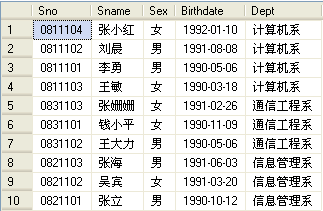 Sno Sname Sex Birthdate Dept
1 0811104 张小红 女 1992-01-10 计算机系
2 0811102 刘晨 男 1991-08-08 计算机系
3 0811101 李勇 男 1990-05-06 计算机系
4 0811103 王敏 女 1990-03-18 计算机系
5 0831103 张姗姗 女 1991-02-26 通信工程系
6 0831101 钱小平 女 1990-11-09 通信工程系
7 0831102 王大力 男 1990-05-06 通信工程系
8 0821103 张海 男 1991-06-03 信息管理系
9 0821102 吴宾 女 1991-03-20 信息管理系
10 0821101 张立 男 1990-10-12 信息管理系